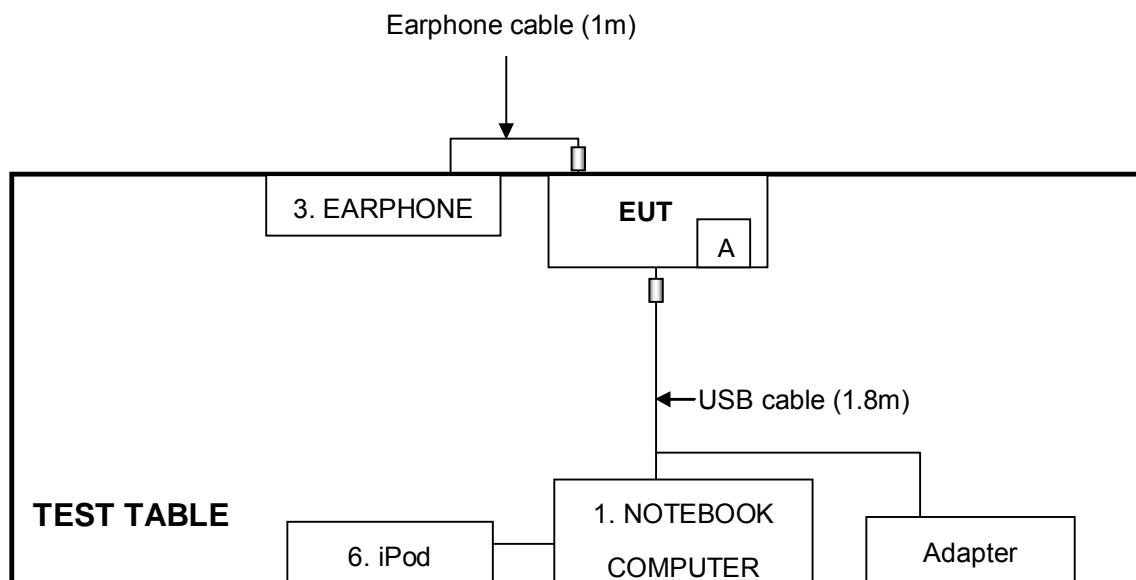 Earphone cable (1m)
3. EARPHONE
EUT
A
USB cable (1.8m)
TEST TABLE
1. NOTEBOOK
COMPUTER
6. iPod
Adapter